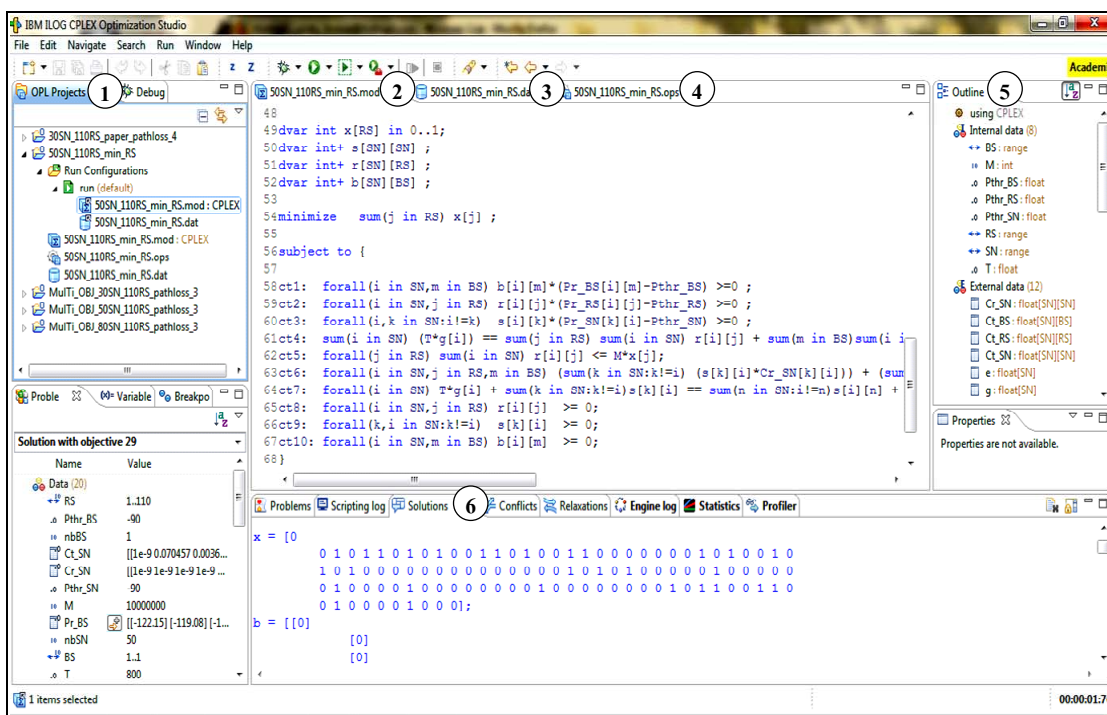 IBM ILOG CPLEX Optimization Studio
File Edit Navigate Search Run Window Help
Academ
OPL Projects 1 Debug
30SN_110RS_paper_pathloss_4
50SN_110RS_min_RS
Run Configurations
run (default)
50SN_110RS_min_RS.mod : CPLEX
50SN_110RS_min_RS.dat
50SN_110RS_min_RS.mod : CPLEX
50SN_110RS_min_RS.ops
50SN_110RS_min_RS.dat
MulTi_OBJ_30SN_110RS_pathloss_3
MulTi_OBJ_50SN_110RS_pathloss_3
MulTi_OBJ_80SN_110RS_pathloss_3
50SN_110RS_min_RS.mod 2 50SN_110RS_min_RS.da 3 50SN_110RS_min_RS.ops 4
48
49dvar int x[RS] in 0..1;
50dvar int+ s[SN][SN] ;
51dvar int+ r[SN][RS] ;
52dvar int+ b[SN][BS] ;
53
54minimize sum(j in RS) x[j] ;
55
56subject to {
57
58ct1: forall(i in SN,m in BS) b[i][m]*(Pr_BS[i][m]-Pthr_BS) >=0 ;
59ct2: forall(i in SN,j in RS) r[i][j]*(Pr_RS[i][j]-Pthr_RS) >=0 ;
60ct3: forall(i,k in SN:i!=k) s[i][k]*(Pr_SN[k][i]-Pthr_SN) >=0 ;
61ct4: sum(i in SN) (T*g[i]) == sum(j in RS) sum(i in SN) r[i][j] + sum(m in BS)sum(i i
62ct5: forall(j in RS) sum(i in SN) r[i][j] <= M*x[j];
63ct6: forall(i in SN,j in RS,m in BS) (sum(k in SN:k!=i) (s[k][i]*Cr_SN[k][i])) + (sum
64ct7: forall(i in SN) T*g[i] + sum(k in SN:k!=i)s[k][i] == sum(n in SN:i!=n)s[i][n] +
65ct8: forall(i in SN,j in RS) r[i][j] >= 0;
66ct9: forall(k,i in SN:k!=i) s[k][i] >= 0;
67ct10: forall(i in SN,m in BS) b[i][m] >= 0;
68}
Outline 5
using CPLEX
Internal data (8)
BS : range
M : int
Pthr_BS : float
Pthr_RS : float
Pthr_SN : float
RS : range
SN : range
T : float
External data (12)
Cr_SN : float[SN][SN]
Ct_BS : float[SN][BS]
Ct_RS : float[SN][RS]
Ct_SN : float[SN][SN]
e : float[SN]
g : float[SN]
Properties
Properties are not available.
Proble (x)= Variable Breakpo
Solution with objective 29
Name Value
Data (20)
RS 1..110
Pthr_BS -90
nbBS 1
Ct_SN [[1e-9 0.070457 0.0036...
Cr_SN [[1e-9 1e-9 1e-9 1e-9 ...
Pthr_SN -90
M 10000000
Pr_BS [[-122.15] [-119.08] [-1...
nbSN 50
BS 1..1
T 800
Problems Scripting log Solutions 6 Conflicts Relaxations Engine log Statistics Profiler
x = [0
0 1 0 1 1 0 1 0 1 0 0 1 1 0 1 0 0 1 1 0 0 0 0 0 0 0 1 0 1 0 0 1 0
1 0 1 0 0 0 0 0 0 0 0 0 0 0 0 0 0 1 0 1 0 1 0 0 0 0 0 1 0 0 0 0 0
0 1 0 0 0 0 1 0 0 0 0 0 0 0 1 0 0 0 0 0 0 0 0 1 0 1 1 0 0 1 1 0
0 1 0 0 0 0 1 0 0 0];
b = [[0]
[0]
[0]
1 items selected
00:00:01:7